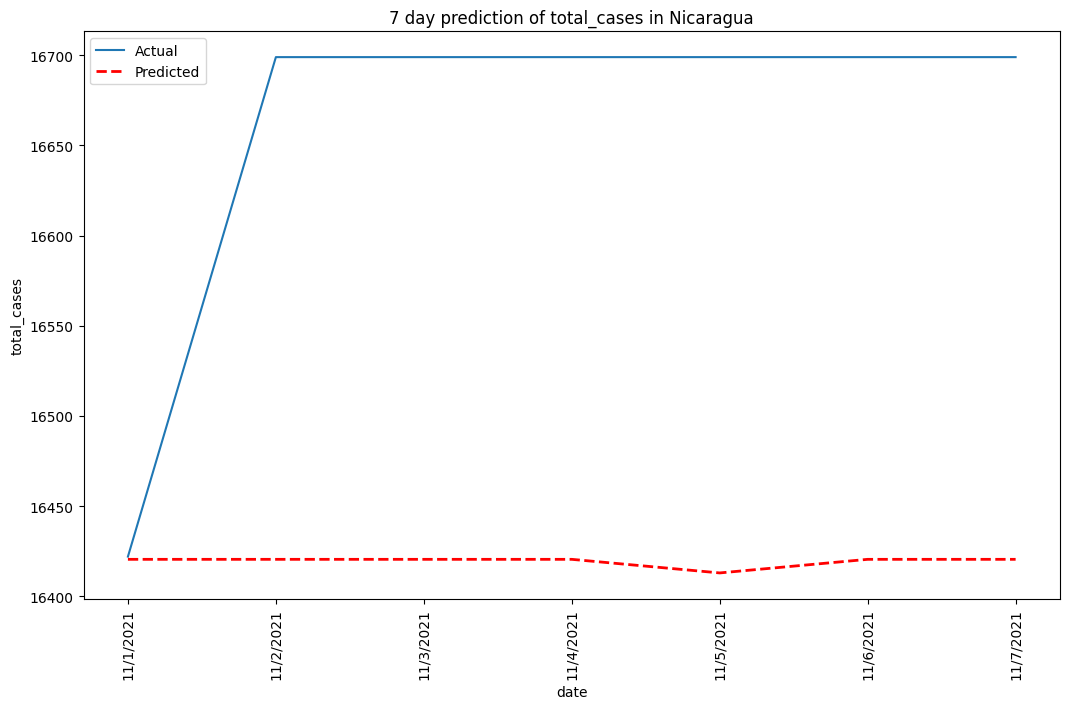 7 day prediction of total_cases in Nicaragua
Actual
Predicted
total_cases
16700
16650
16600
16550
16500
16450
16400
11/1/2021
11/2/2021
11/3/2021
11/4/2021
11/5/2021
11/6/2021
11/7/2021
date